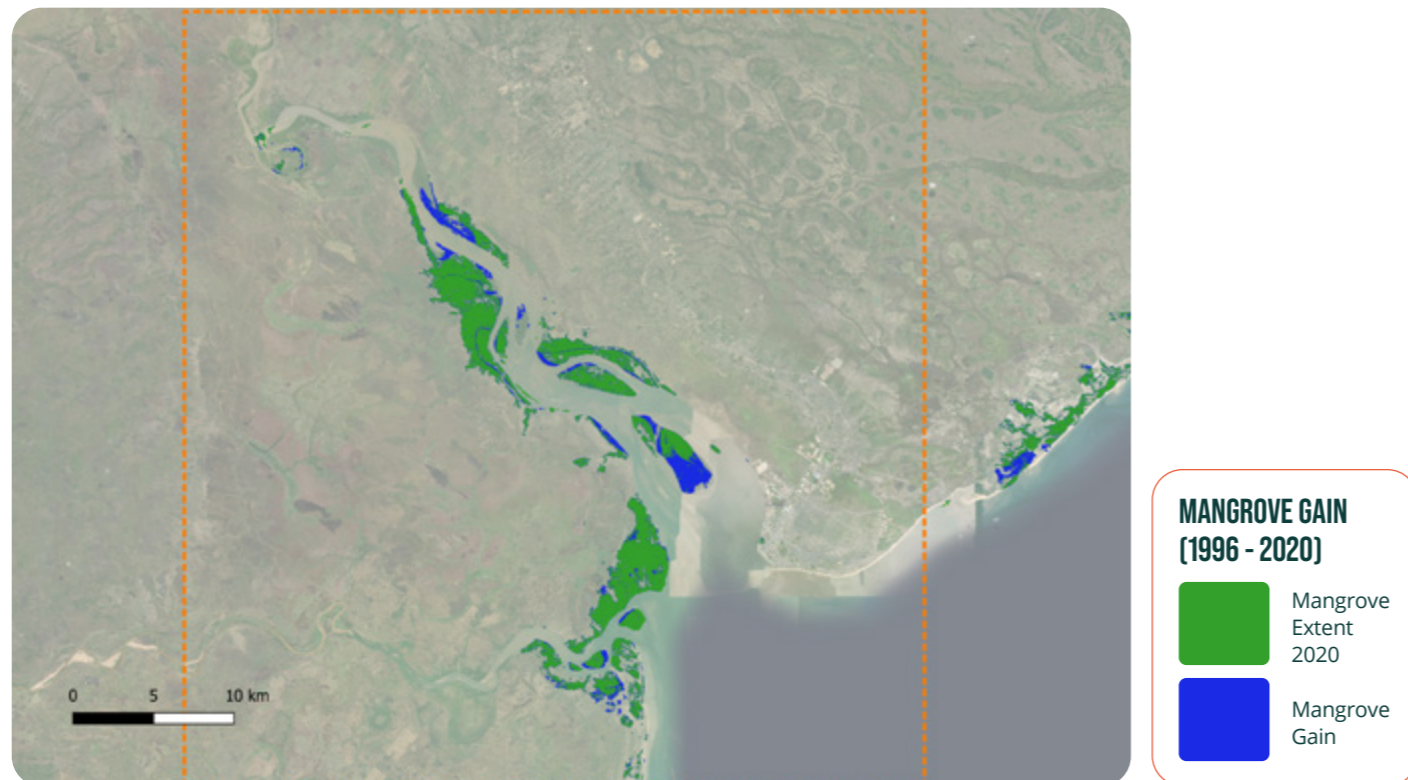 0 5 10 km
MANGROVE GAIN
(1996 - 2020)
Mangrove
Extent
2020
Mangrove
Gain